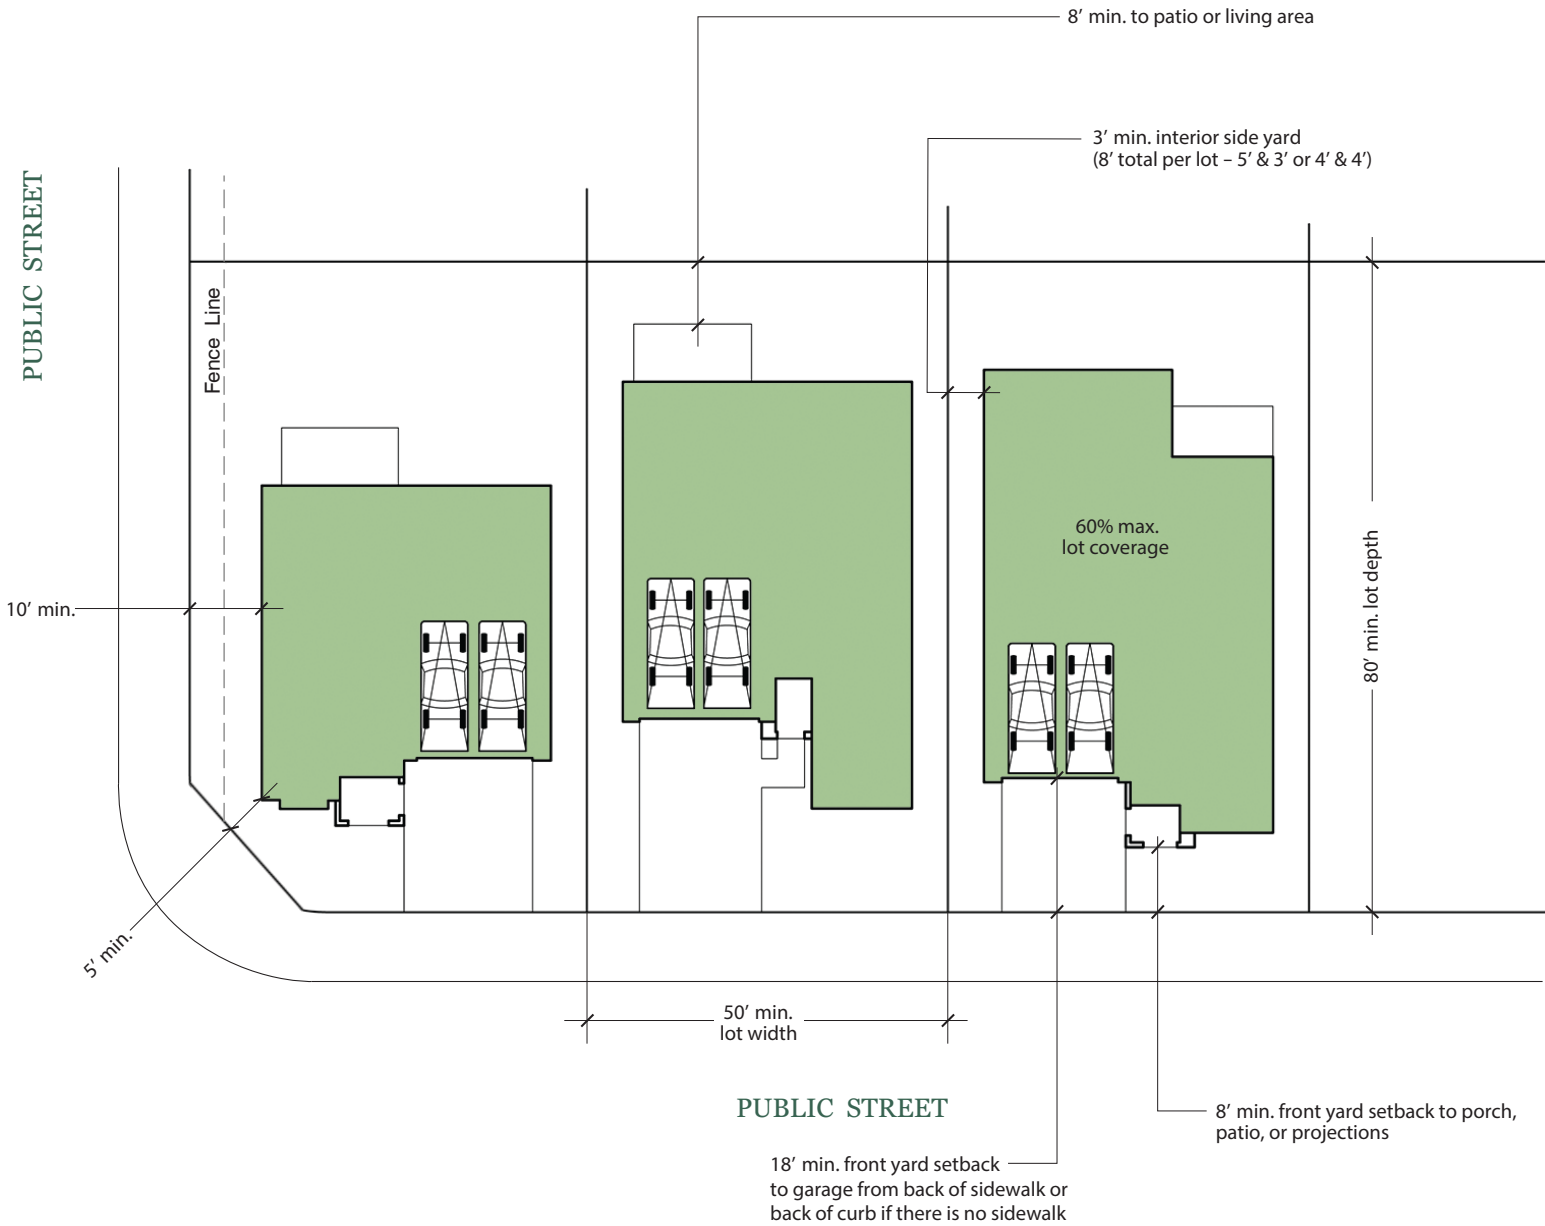 8’ min. to patio or living area
3’ min. interior side yard
(8’ total per lot – 5’ & 3’ or 4’ & 4’)
PUBLIC STREET
Fence Line
60% max.
lot coverage
80’ min. lot depth
10’ min.
5’ min.
50’ min.
lot width
PUBLIC STREET
8’ min. front yard setback to porch,
patio, or projections
18’ min. front yard setback
to garage from back of sidewalk or
back of curb if there is no sidewalk